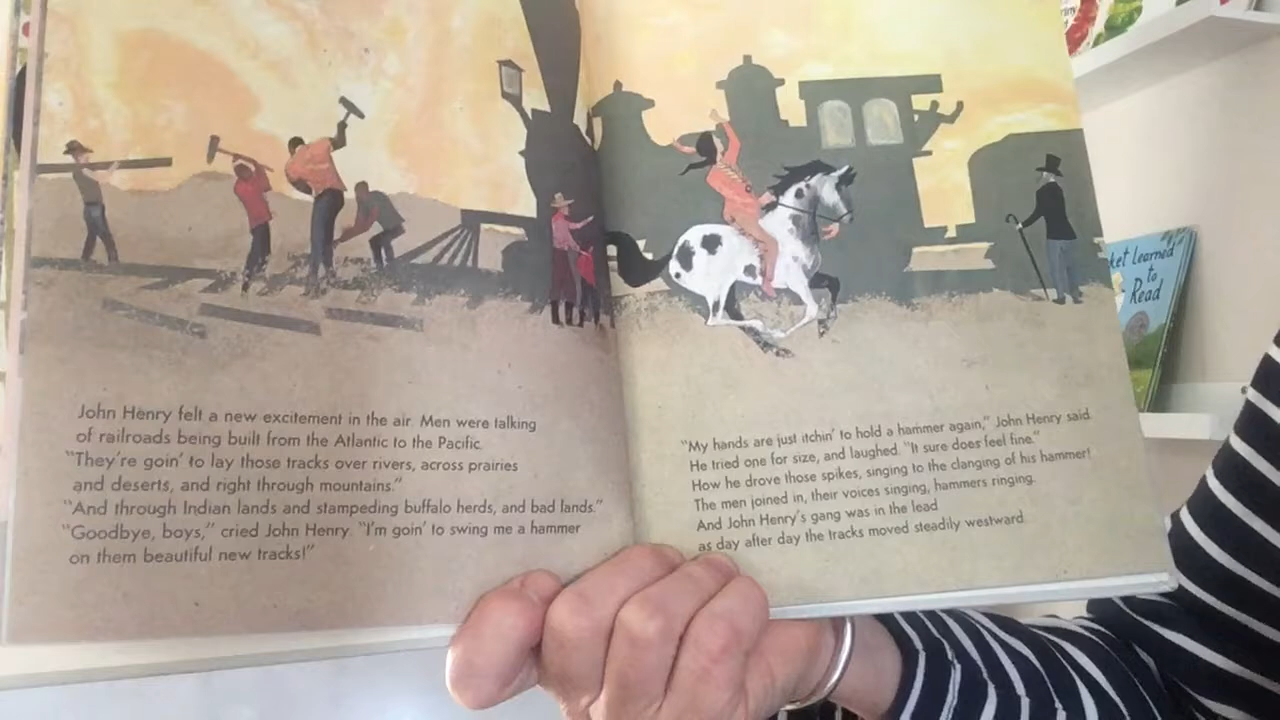 John Henry felt a new excitement in the air. Men were talking
of railroads being built from the Atlantic to the Pacific.
"They're goin' to lay those tracks over rivers, across prairies
and deserts, and right through mountains."
"And through Indian lands and stampeding buffalo herds, and bad lands."
"Goodbye, boys," cried John Henry. "I'm goin' to swing me a hammer
on them beautiful new tracks!"
"My hands are just itchin' to hold a hammer again," John Henry said.
He tried one for size, and laughed. "It sure does feel fine."
How he drove those spikes, singing to the clanging of his hammer!
The men joined in, their voices singing, hammers ringing.
And John Henry's gang was in the lead
as day after day the tracks moved steadily westward.
Learned
to
Read